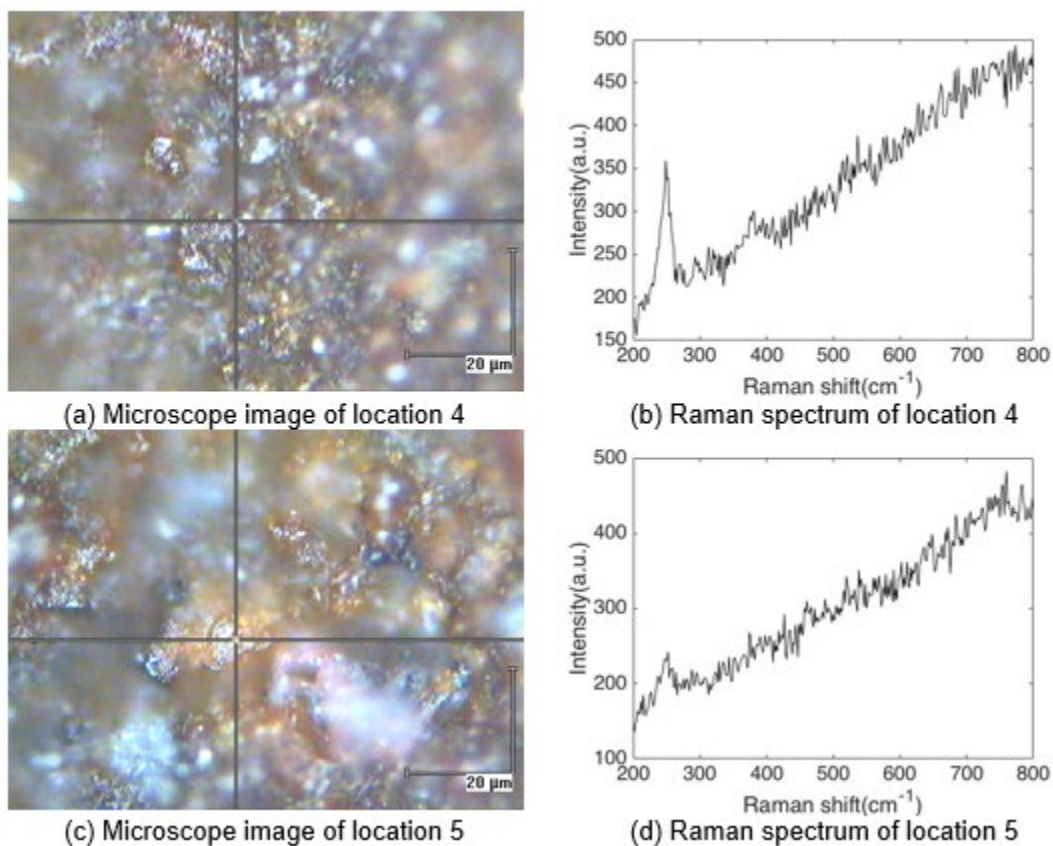 20 µm
500
450
400
350
300
250
200
150
Intensity(a.u.)
200 300 400 500 600 700 800
Raman shift(cm⁻¹)
(a) Microscope image of location 4
(b) Raman spectrum of location 4
20 µm
500
400
300
200
100
Intensity(a.u.)
200 300 400 500 600 700 800
Raman shift(cm⁻¹)
(c) Microscope image of location 5
(d) Raman spectrum of location 5